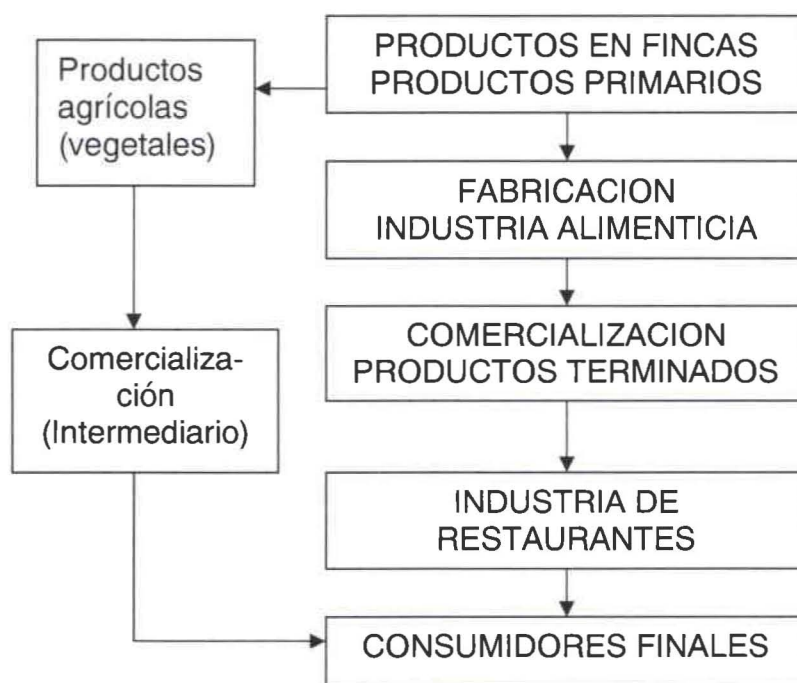 PRODUCTOS EN FINCAS
PRODUCTOS PRIMARIOS
Productos
agrícolas
(vegetales)
FABRICACION
INDUSTRIA ALIMENTICIA
COMERCIALIZACION
PRODUCTOS TERMINADOS
Comercializa-
ción
(Intermediario)
INDUSTRIA DE
RESTAURANTES
CONSUMIDORES FINALES